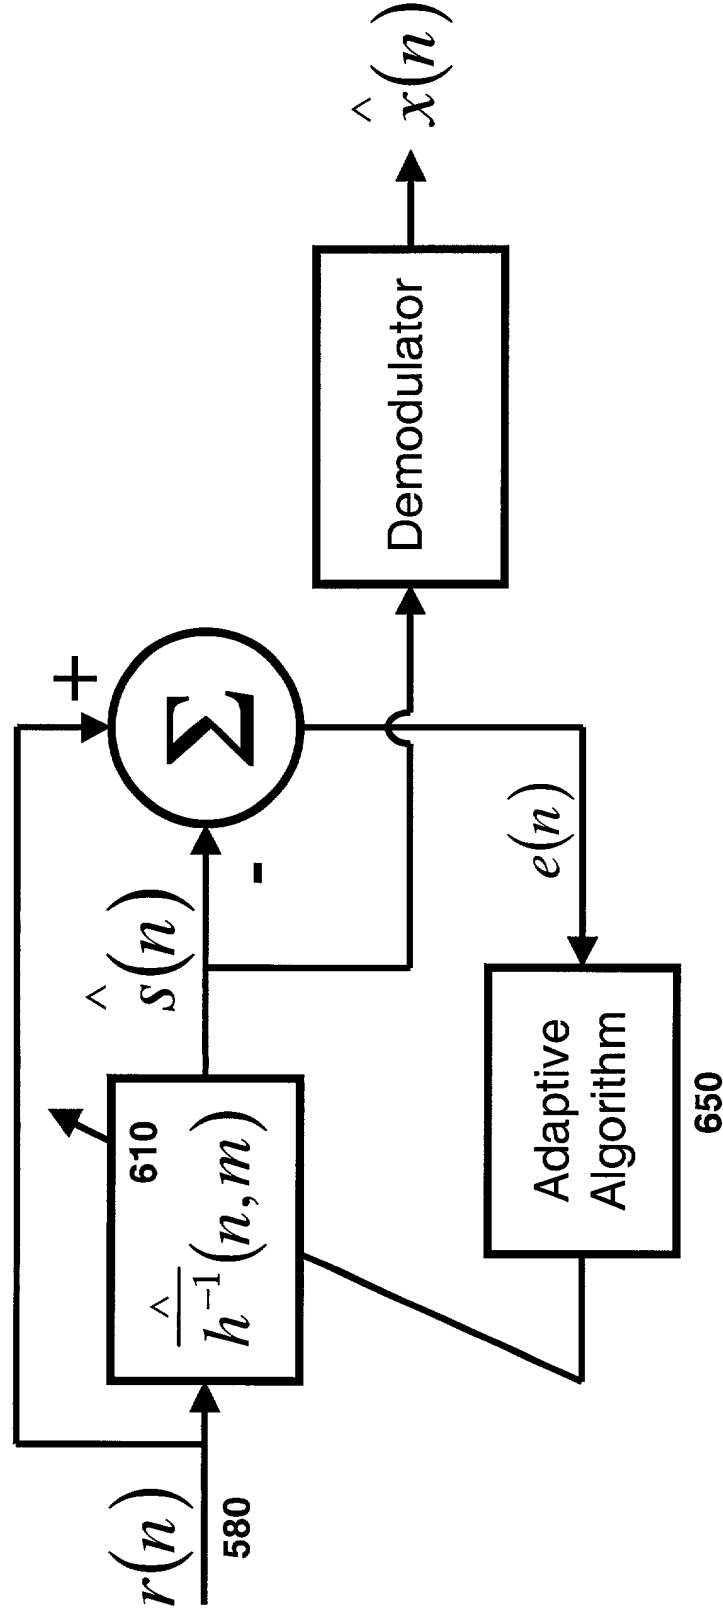 r(n)
580
ĥ⁻¹(n,m)
610
ŝ(n)
+
-
Σ
e(n)
Adaptive
Algorithm
650
Demodulator
x̂(n)